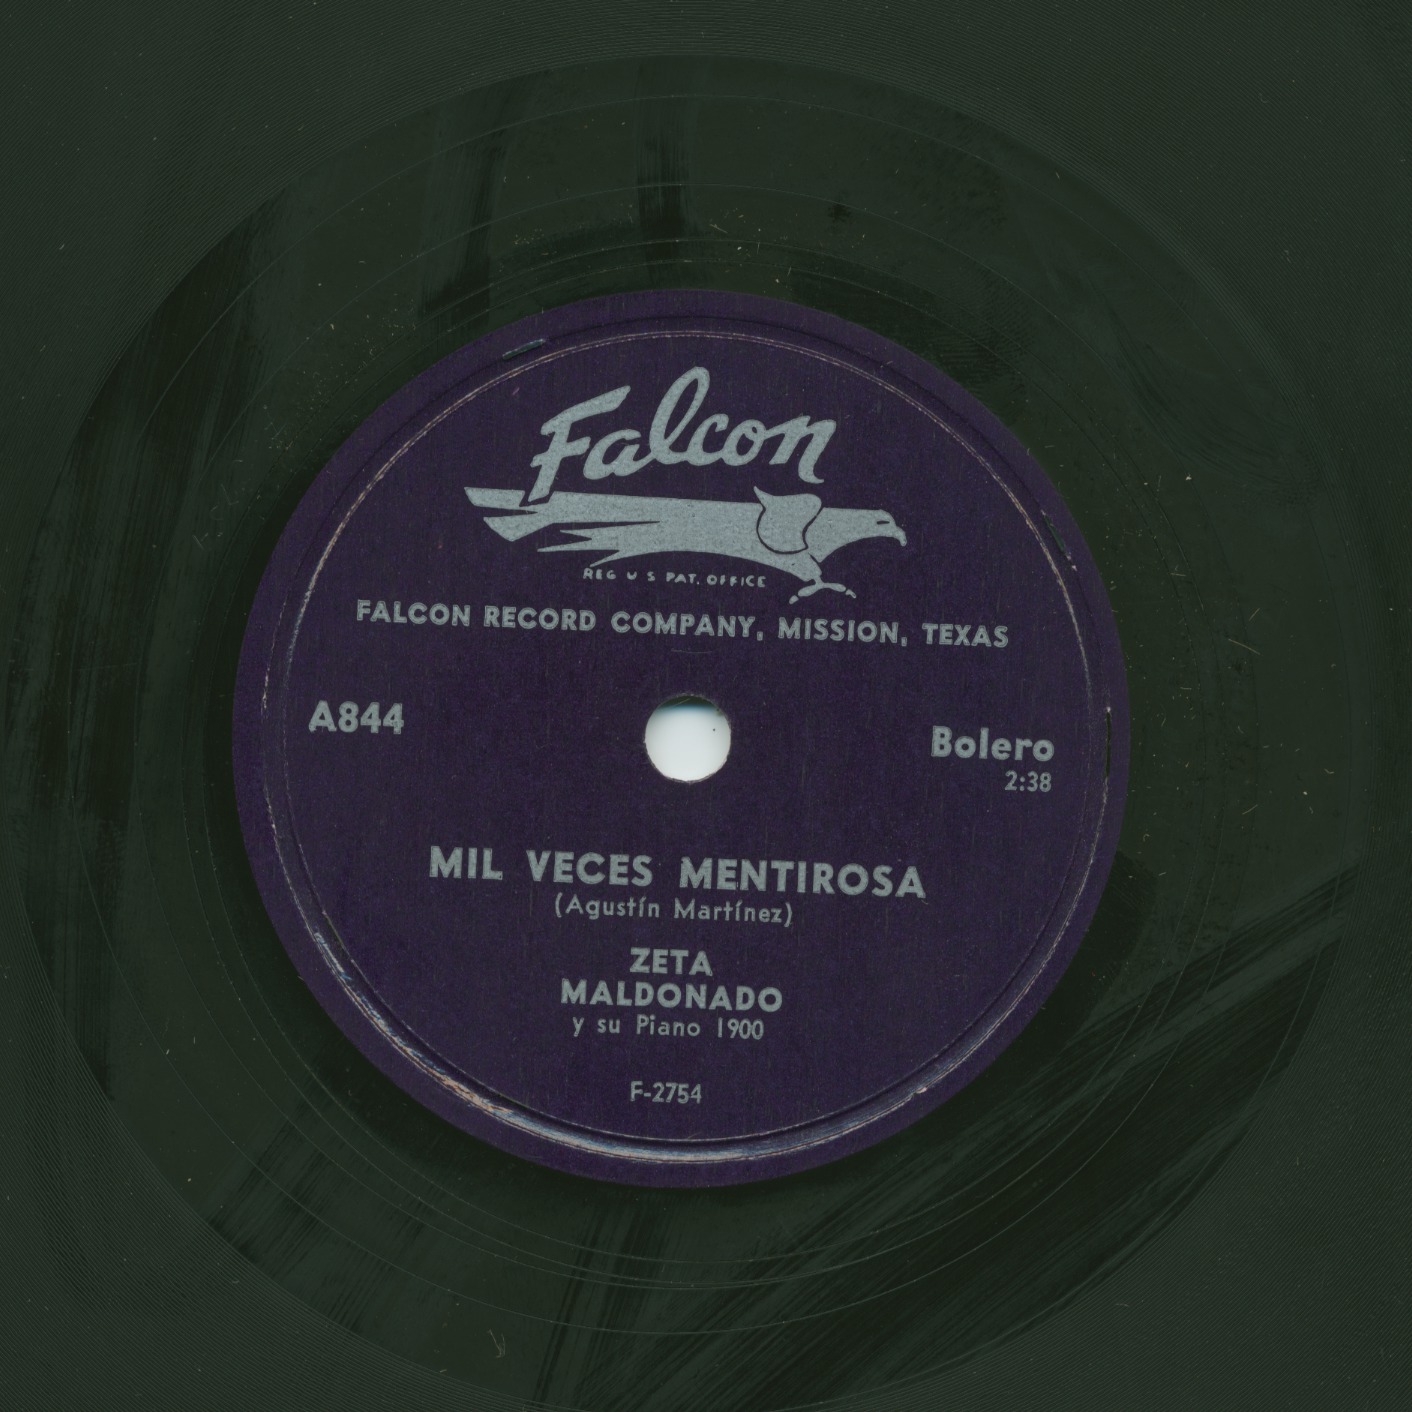 Falcon
REG U S PAT. OFFICE
FALCON RECORD COMPANY, MISSION, TEXAS
A844
Bolero
2:38
MIL VECES MENTIROSA
(Agustín Martínez)
ZETA
MALDONADO
y su Piano 1900
F-2754